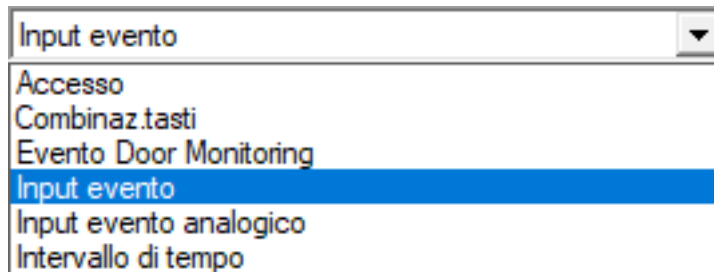 Input evento
Accesso
Combinaz.tasti
Evento Door Monitoring
Input evento
Input evento analogico
Intervallo di tempo